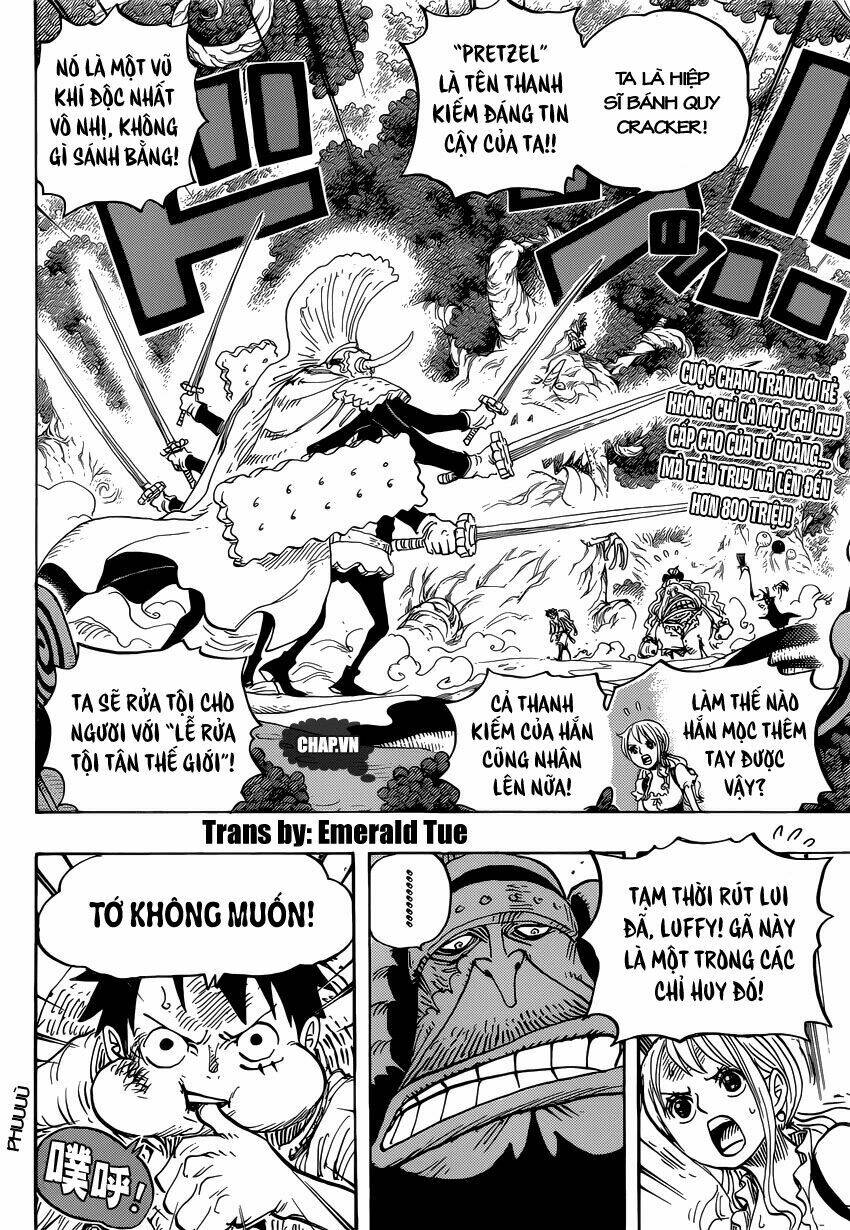 TA LÀ HIỆP
SĨ BÁNH QUY
CRACKER!
"PRETZEL"
LÀ TÊN THANH
KIẾM ĐÁNG TIN
CẬY CỦA TA!!
NÓ LÀ MỘT VŨ
KHÍ ĐỘC NHẤT
VÔ NHỊ, KHÔNG
GÌ SÁNH BẰNG!
CUỘC CHẠM TRÁN VỚI KẺ
KHÔNG CHỈ LÀ MỘT CHỈ HUY
CẤP CAO CỦA TỨ HOÀNG...
MÀ TIỀN TRUY NÃ LÊN ĐẾN
HƠN 800 TRIỆU!
LÀM THẾ NÀO
HẮN MỌC THÊM
TAY ĐƯỢC
VẬY?
CẢ THANH
KIẾM CỦA HẮN
CŨNG NHÂN
LÊN NỮA!
TA SẼ RỬA TỘI CHO
NGƯƠI VỚI "LỄ RỬA
TỘI TÂN THẾ GIỚI"!
CHAP.VN
Trans by: Emerald Tue
TẠM THỜI RÚT LUI
ĐÃ, LUFFY! GÃ NÀY
LÀ MỘT TRONG CÁC
CHỈ HUY ĐÓ!
TỚ KHÔNG MUỐN!
PHUUUÙ
噗呼!